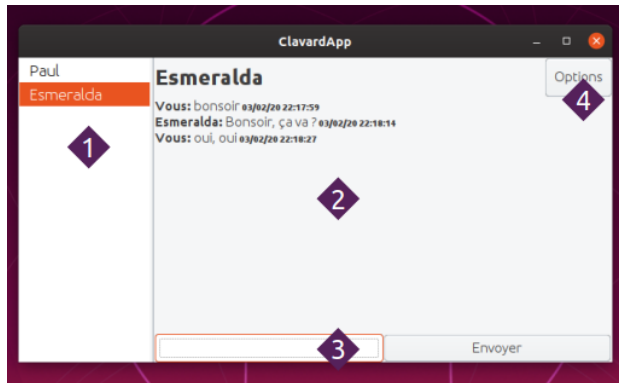 ClavardApp
Paul
Esmeralda
1
Esmeralda
Options
4
Vous: bonsoir 03/02/20 22:17:59
Esmeralda: Bonsoir, ça va ? 03/02/20 22:18:14
Vous: oui, oui 03/02/20 22:18:27
2
3
Envoyer